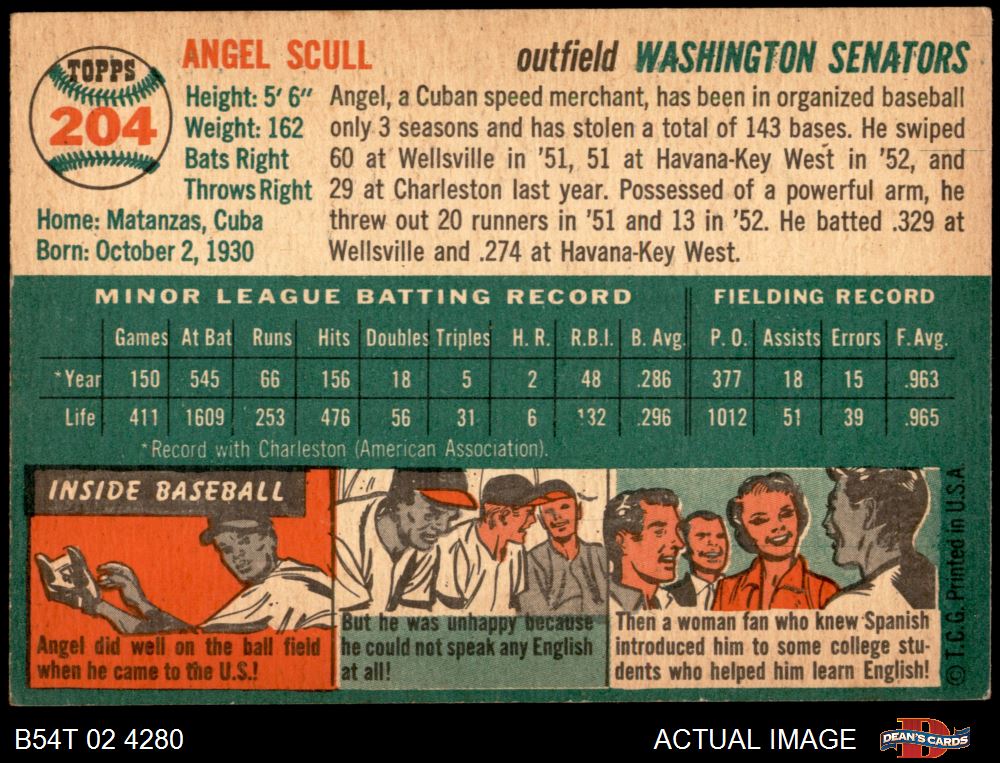 TOPPS
204
ANGEL SCULL
outfield WASHINGTON SENATORS
Height: 5' 6"
Weight: 162
Bats Right
Throws Right
Home: Matanzas, Cuba
Born: October 2, 1930
Angel, a Cuban speed merchant, has been in organized baseball
only 3 seasons and has stolen a total of 143 bases. He swiped
60 at Wellsville in '51, 51 at Havana-Key West in '52, and
29 at Charleston last year. Possessed of a powerful arm, he
threw out 20 runners in '51 and 13 in '52. He batted .329 at
Wellsville and .274 at Havana-Key West.
MINOR LEAGUE BATTING RECORD FIELDING RECORD
Games At Bat Runs Hits Doubles Triples H. R. R.B.I. B. Avg. P. O. Assists Errors F. Avg.
*Year 150 545 66 156 18 5 2 48 .286 377 18 15 .963
Life 411 1609 253 476 56 31 6 132 .296 1012 51 39 .965
*Record with Charleston (American Association).
INSIDE BASEBALL
Angel did well on the ball field
when he came to the U.S.!
But he was unhappy because
he could not speak any English
at all!
Then a woman fan who knew Spanish
introduced him to some college stu-
dents who helped him learn English!
© T.C.G. Printed in U.S.A.
B54T 02 4280
ACTUAL IMAGE
D
DEAN'S CARDS